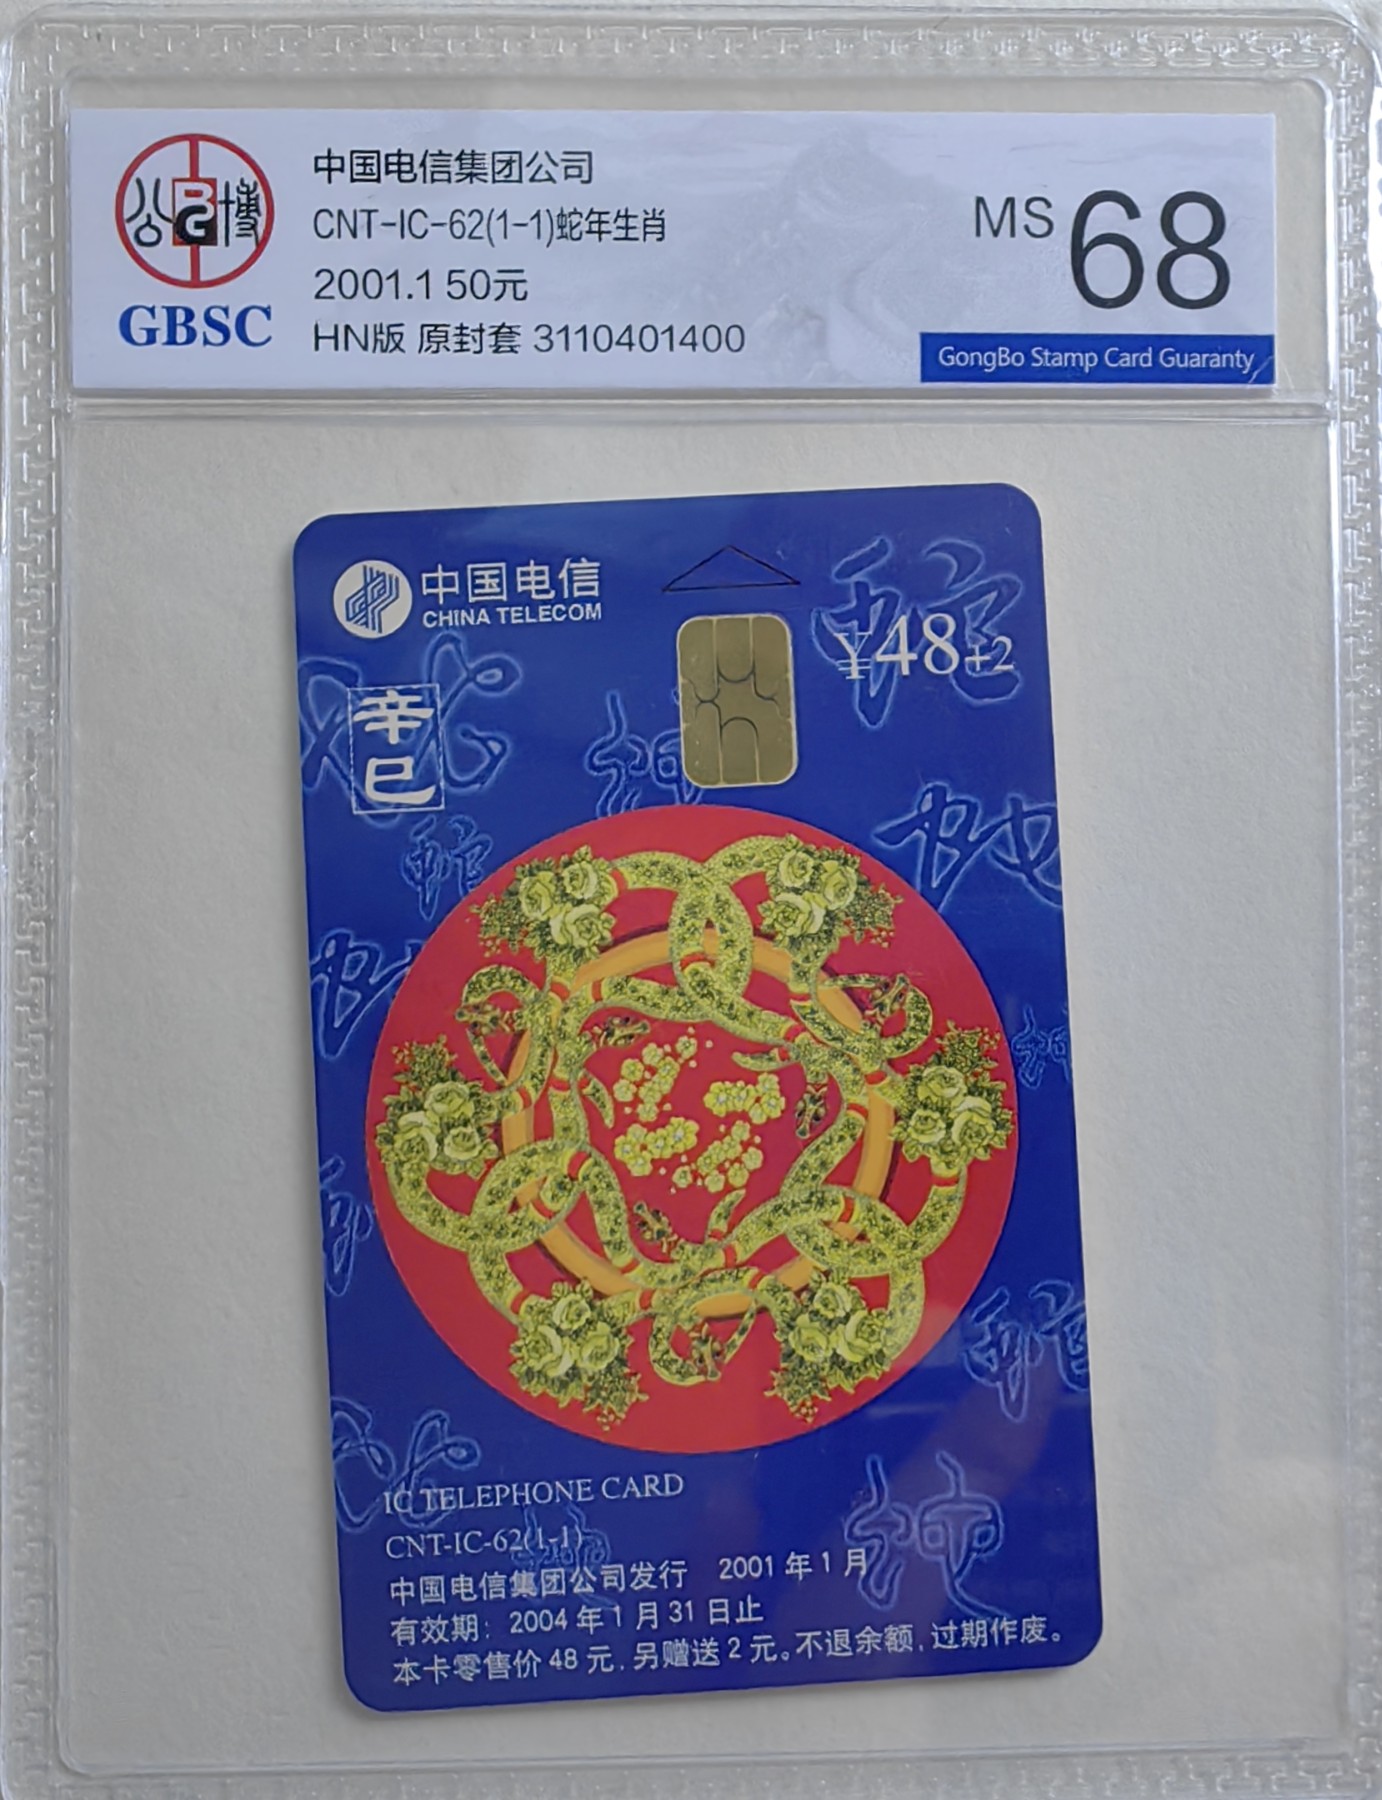 公博
GBSC
中国电信集团公司
CNT-IC-62(1-1)蛇年生肖
2001.1 50元
HN版 原封套 3110401400
MS 68
GongBo Stamp Card Guaranty
中国电信
CHINA TELECOM
¥48+2
辛
巳
IC TELEPHONE CARD
CNT-IC-62(1-1)
中国电信集团公司发行 2001年1月
有效期：2004年1月31日止
本卡零售价48元，另赠送2元。不退余额，过期作废。